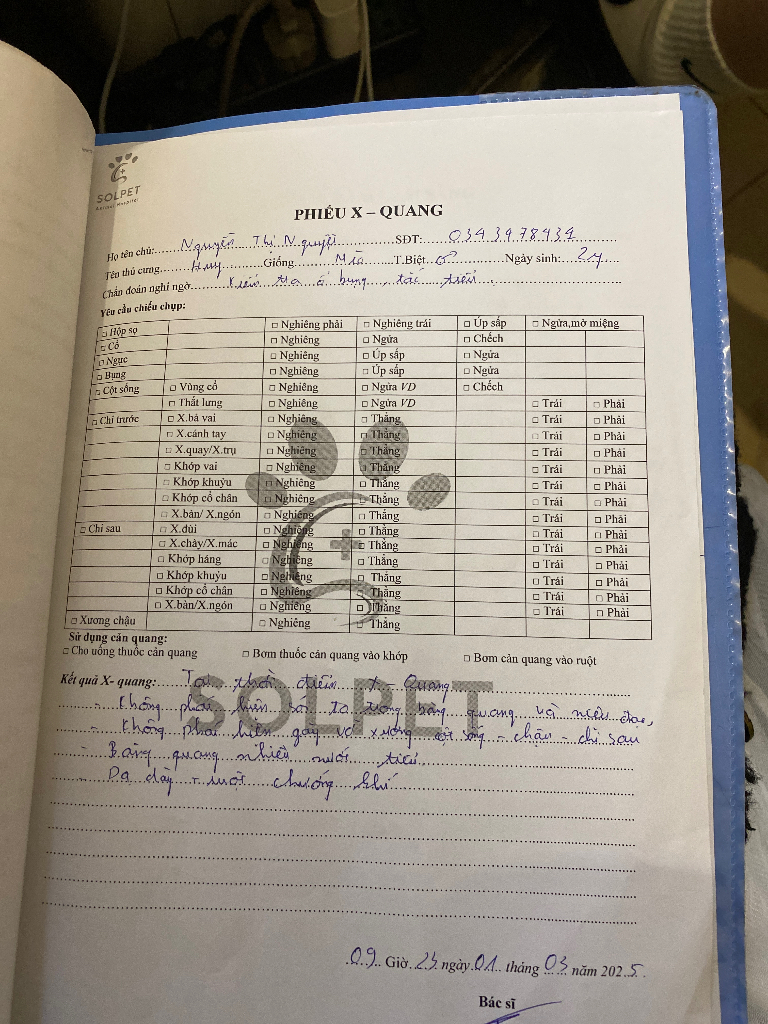 SOLPET
Animal Hospital
PHIẾU X – QUANG
Họ tên chủ: Nguyễn Thị Nguyệt SĐT: 0343978434
Tên thú cưng: Huy Giống Mèo T.Biệt ♂ Ngày sinh: 2y
Chẩn đoán nghi ngờ kiểm tra ổ bụng, tắc tiểu.
Yêu cầu chiếu chụp:
□ Hộp sọ □ Nghiêng phải □ Nghiêng trái □ Úp sấp □ Ngửa,mở miệng
□ Cổ □ Nghiêng □ Ngửa □ Chếch
□ Ngực □ Nghiêng □ Úp sấp □ Ngửa
□ Bụng □ Nghiêng □ Úp sấp □ Ngửa
□ Cột sống □ Vùng cổ □ Nghiêng □ Ngửa VD □ Chếch
□ Thắt lưng □ Nghiêng □ Ngửa VD □ Trái □ Phải
□ Chi trước □ X.bả vai □ Nghiêng □ Thẳng □ Trái □ Phải
□ X.cánh tay □ Nghiêng □ Thẳng □ Trái □ Phải
□ X.quay/X.trụ □ Nghiêng □ Thẳng □ Trái □ Phải
□ Khớp vai □ Nghiêng □ Thẳng □ Trái □ Phải
□ Khớp khuỷu □ Nghiêng □ Thẳng □ Trái □ Phải
□ Khớp cổ chân □ Nghiêng □ Thẳng □ Trái □ Phải
□ X.bàn/ X.ngón □ Nghiêng □ Thẳng □ Trái □ Phải
□ Chi sau □ X.đùi □ Nghiêng □ Thẳng □ Trái □ Phải
□ X.chày/X.mác □ Nghiêng □ Thẳng □ Trái □ Phải
□ Khớp háng □ Nghiêng □ Thẳng □ Trái □ Phải
□ Khớp khuỷu □ Nghiêng □ Thẳng □ Trái □ Phải
□ Khớp cổ chân □ Nghiêng □ Thẳng □ Trái □ Phải
□ X.bàn/X.ngón □ Nghiêng □ Thẳng □ Trái □ Phải
□ Xương chậu □ Nghiêng □ Thẳng
Sử dụng cản quang:
□ Cho uống thuốc cản quang □ Bơm thuốc cản quang vào khớp □ Bơm cản quang vào ruột
Kết quả X- quang: Tại thời điểm X Quang
- Không phát hiện sỏi to trong bàng quang và niệu đạo,
- Không phát hiện gãy vỡ xương cột sống - chậu - chi sau
- Bàng quang nhiều nước tiểu.
- Dạ dày - ruột chướng khí
SOLPET
09 Giờ 23 ngày 01 tháng 03 năm 2025.
Bác sĩ